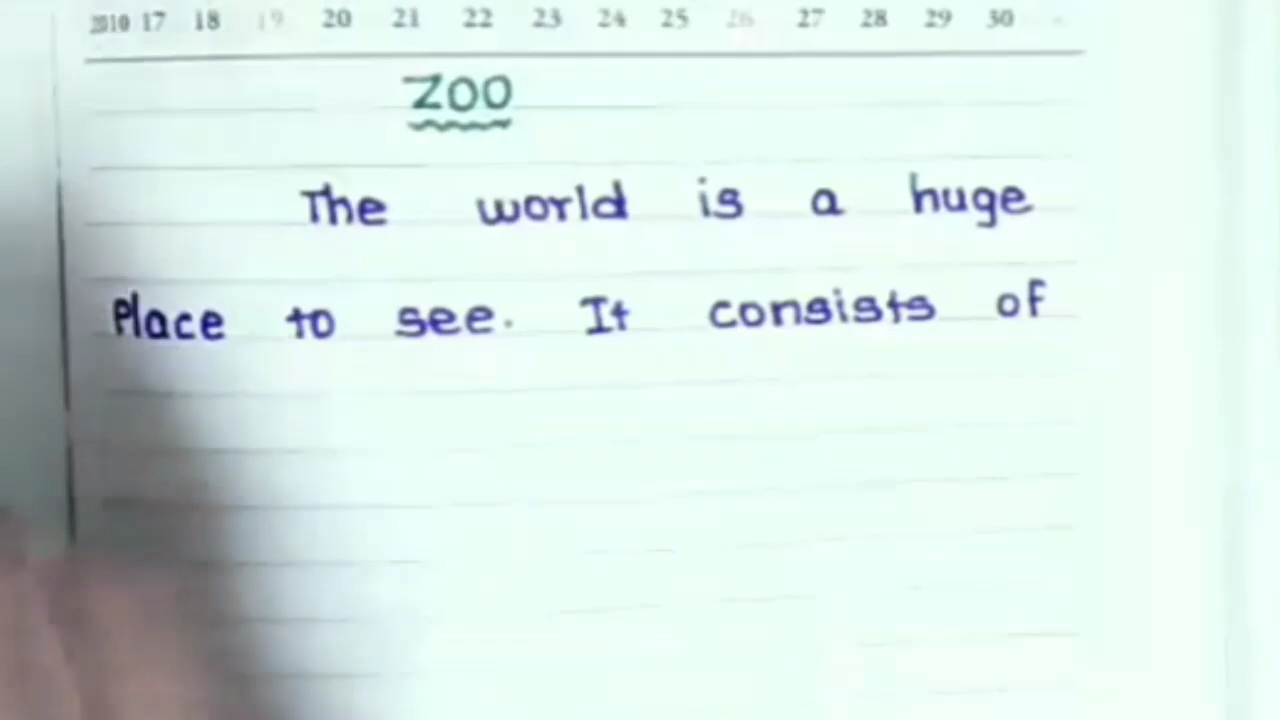 2010 17 18 19 20 21 22 23 24 25 26 27 28 29 30
ZOO
The world is a huge
Place to see. It consists of